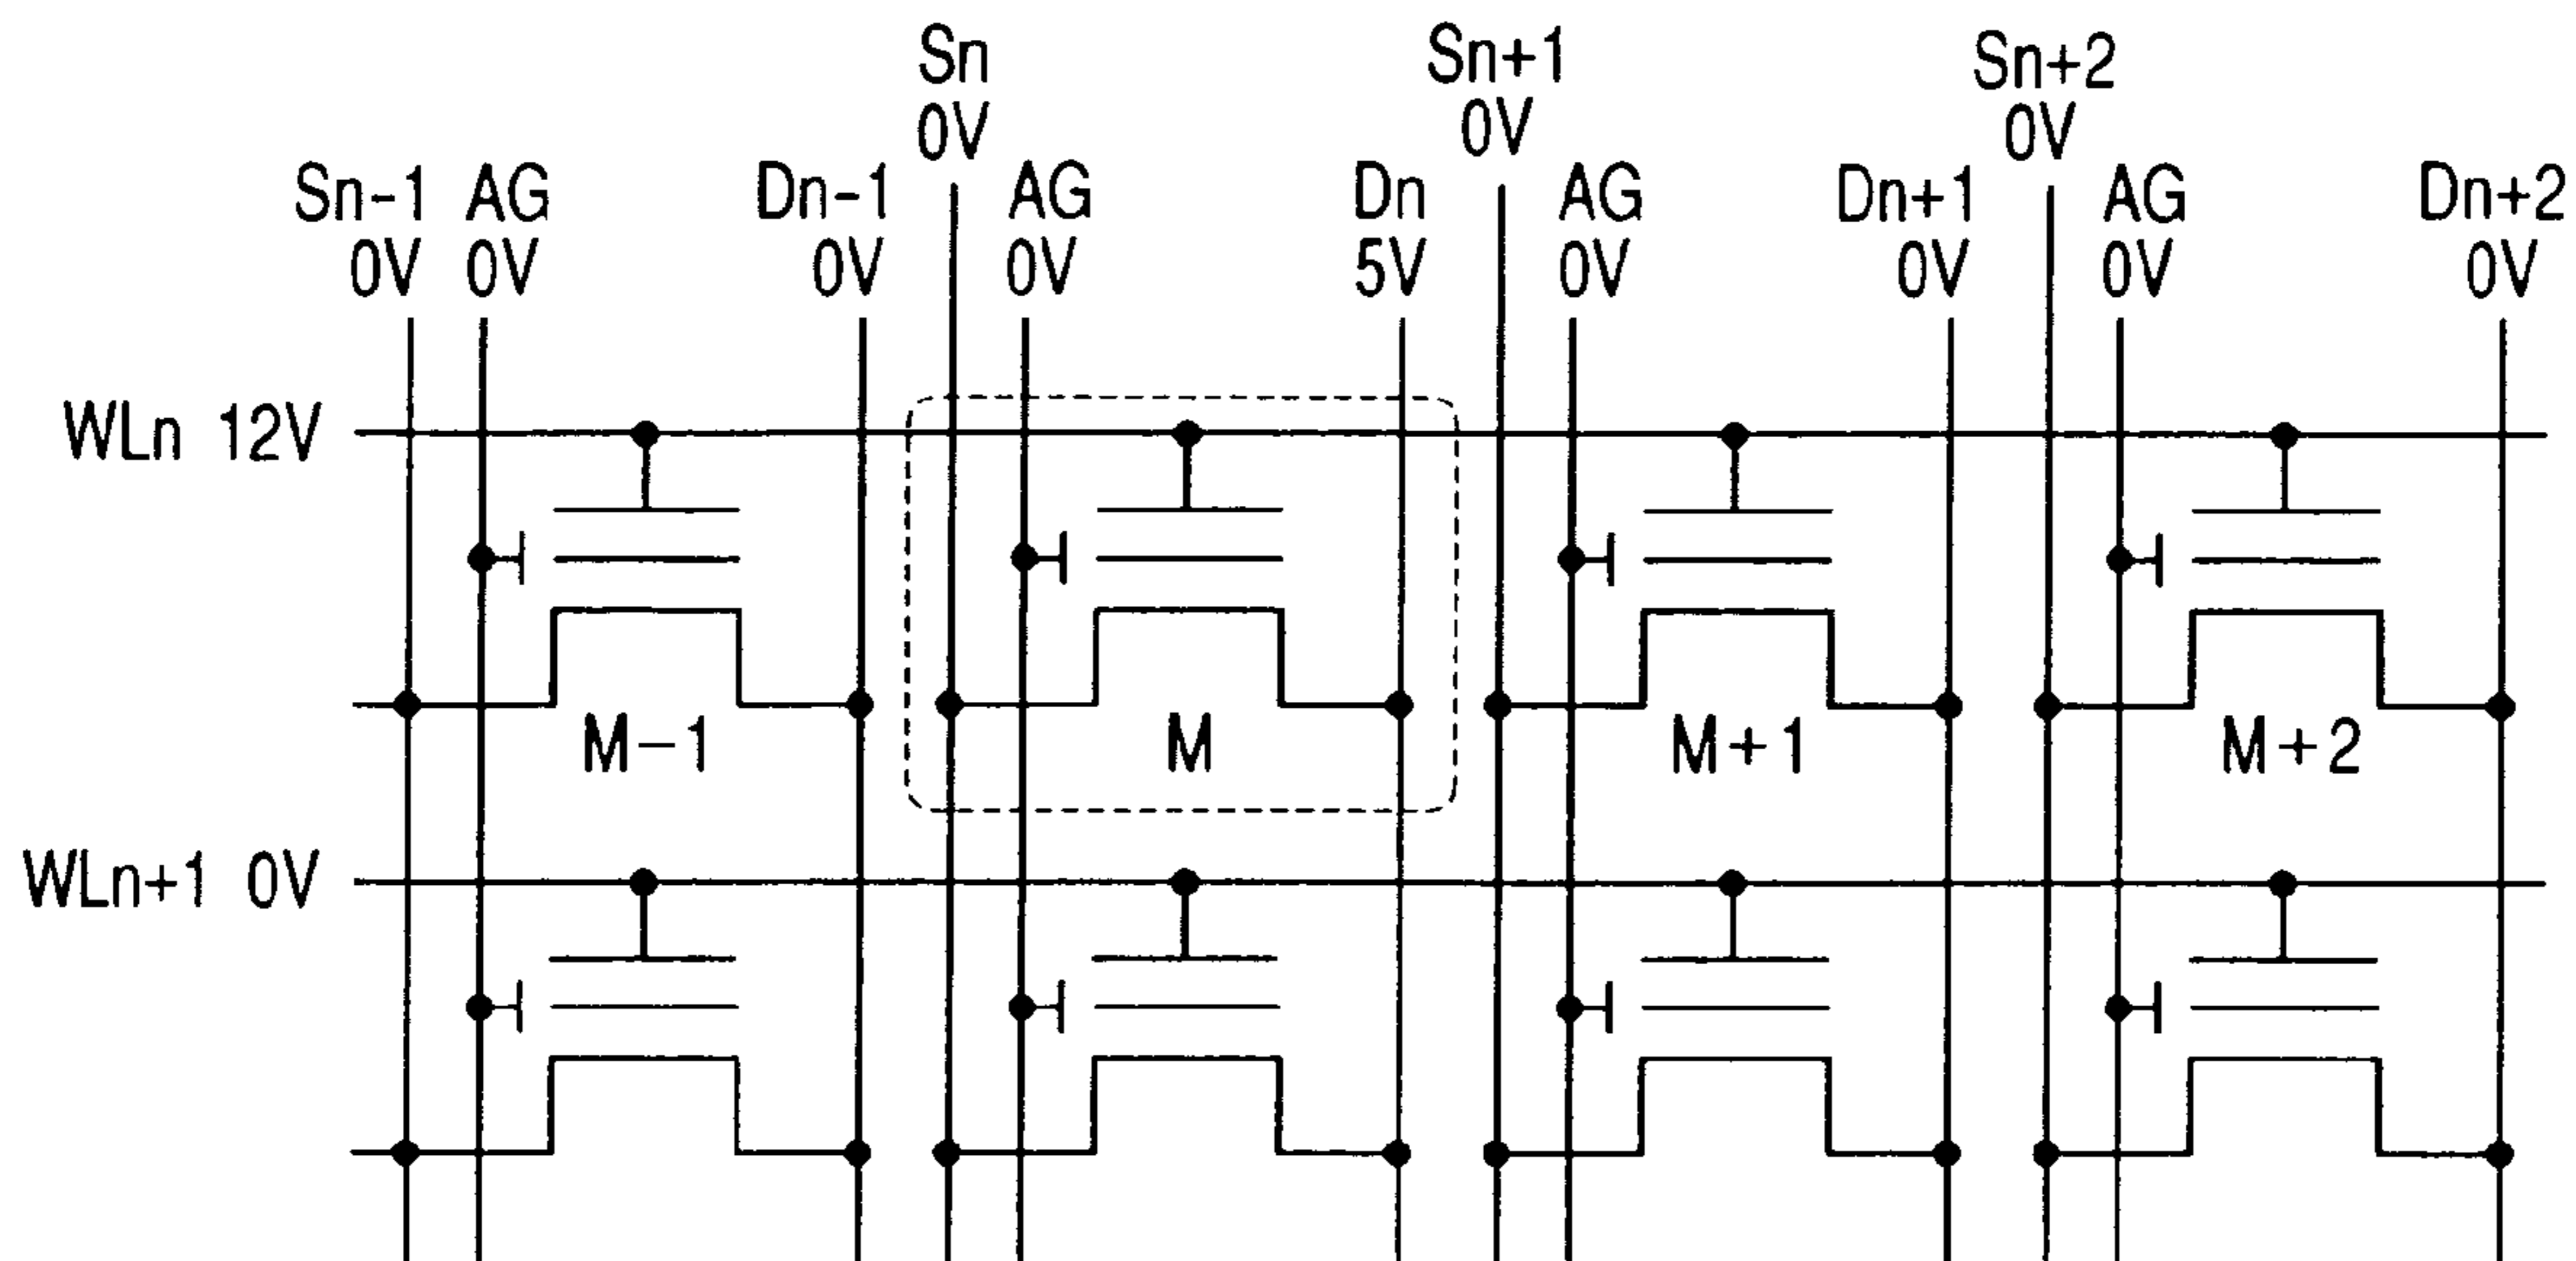 Sn Sn+1 Sn+2
0V 0V 0V
Sn-1 AG Dn-1 AG Dn AG Dn+1 AG Dn+2
0V 0V 0V 0V 5V 0V 0V 0V 0V
WLn 12V
M-1 M M+1 M+2
WLn+1 0V